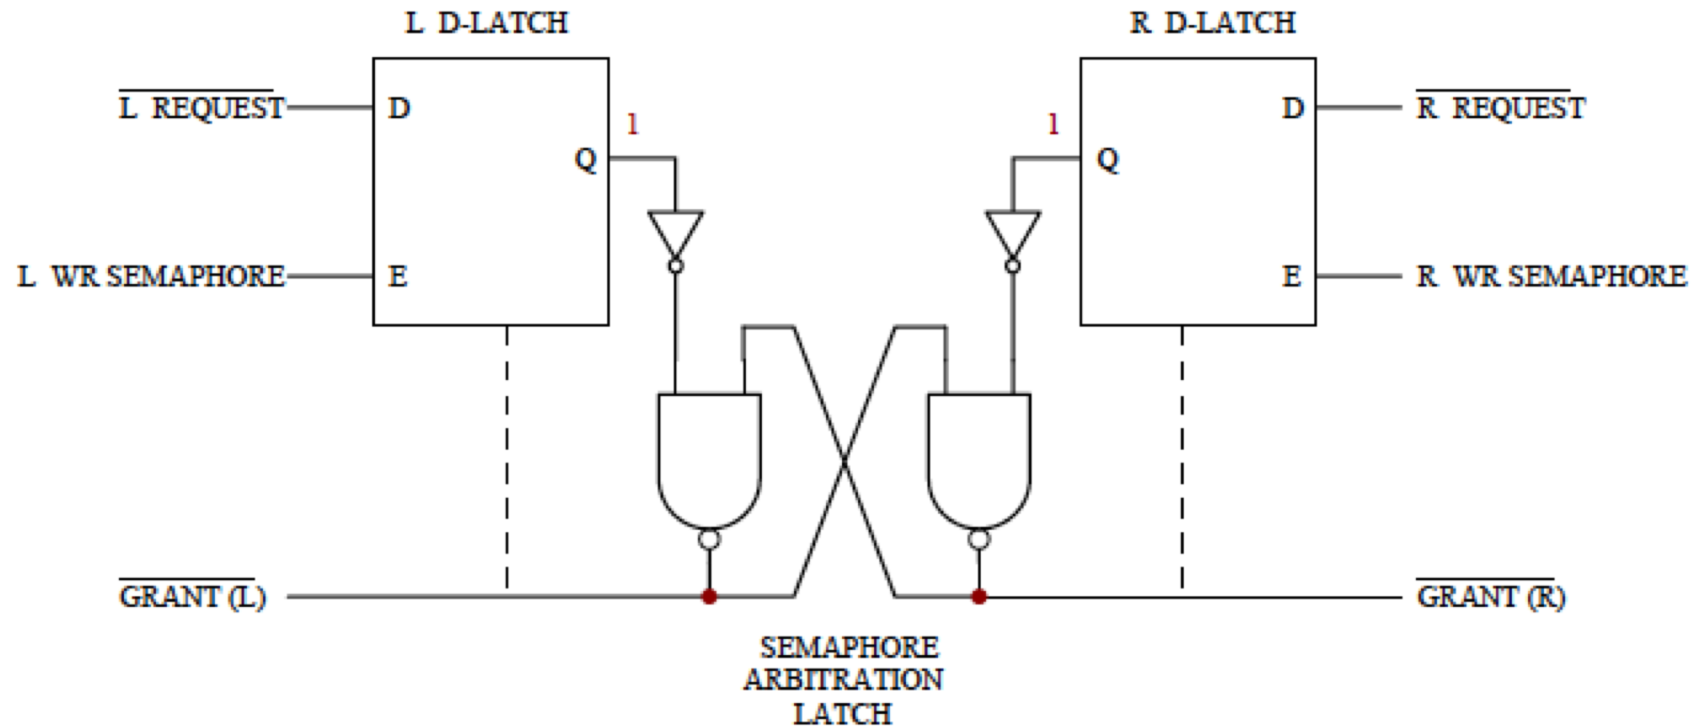 L D-LATCH
R D-LATCH
L REQUEST
D
1
1
D
R REQUEST
Q
Q
L WR SEMAPHORE
E
E
R WR SEMAPHORE
GRANT (L)
GRANT (R)
SEMAPHORE
ARBITRATION
LATCH